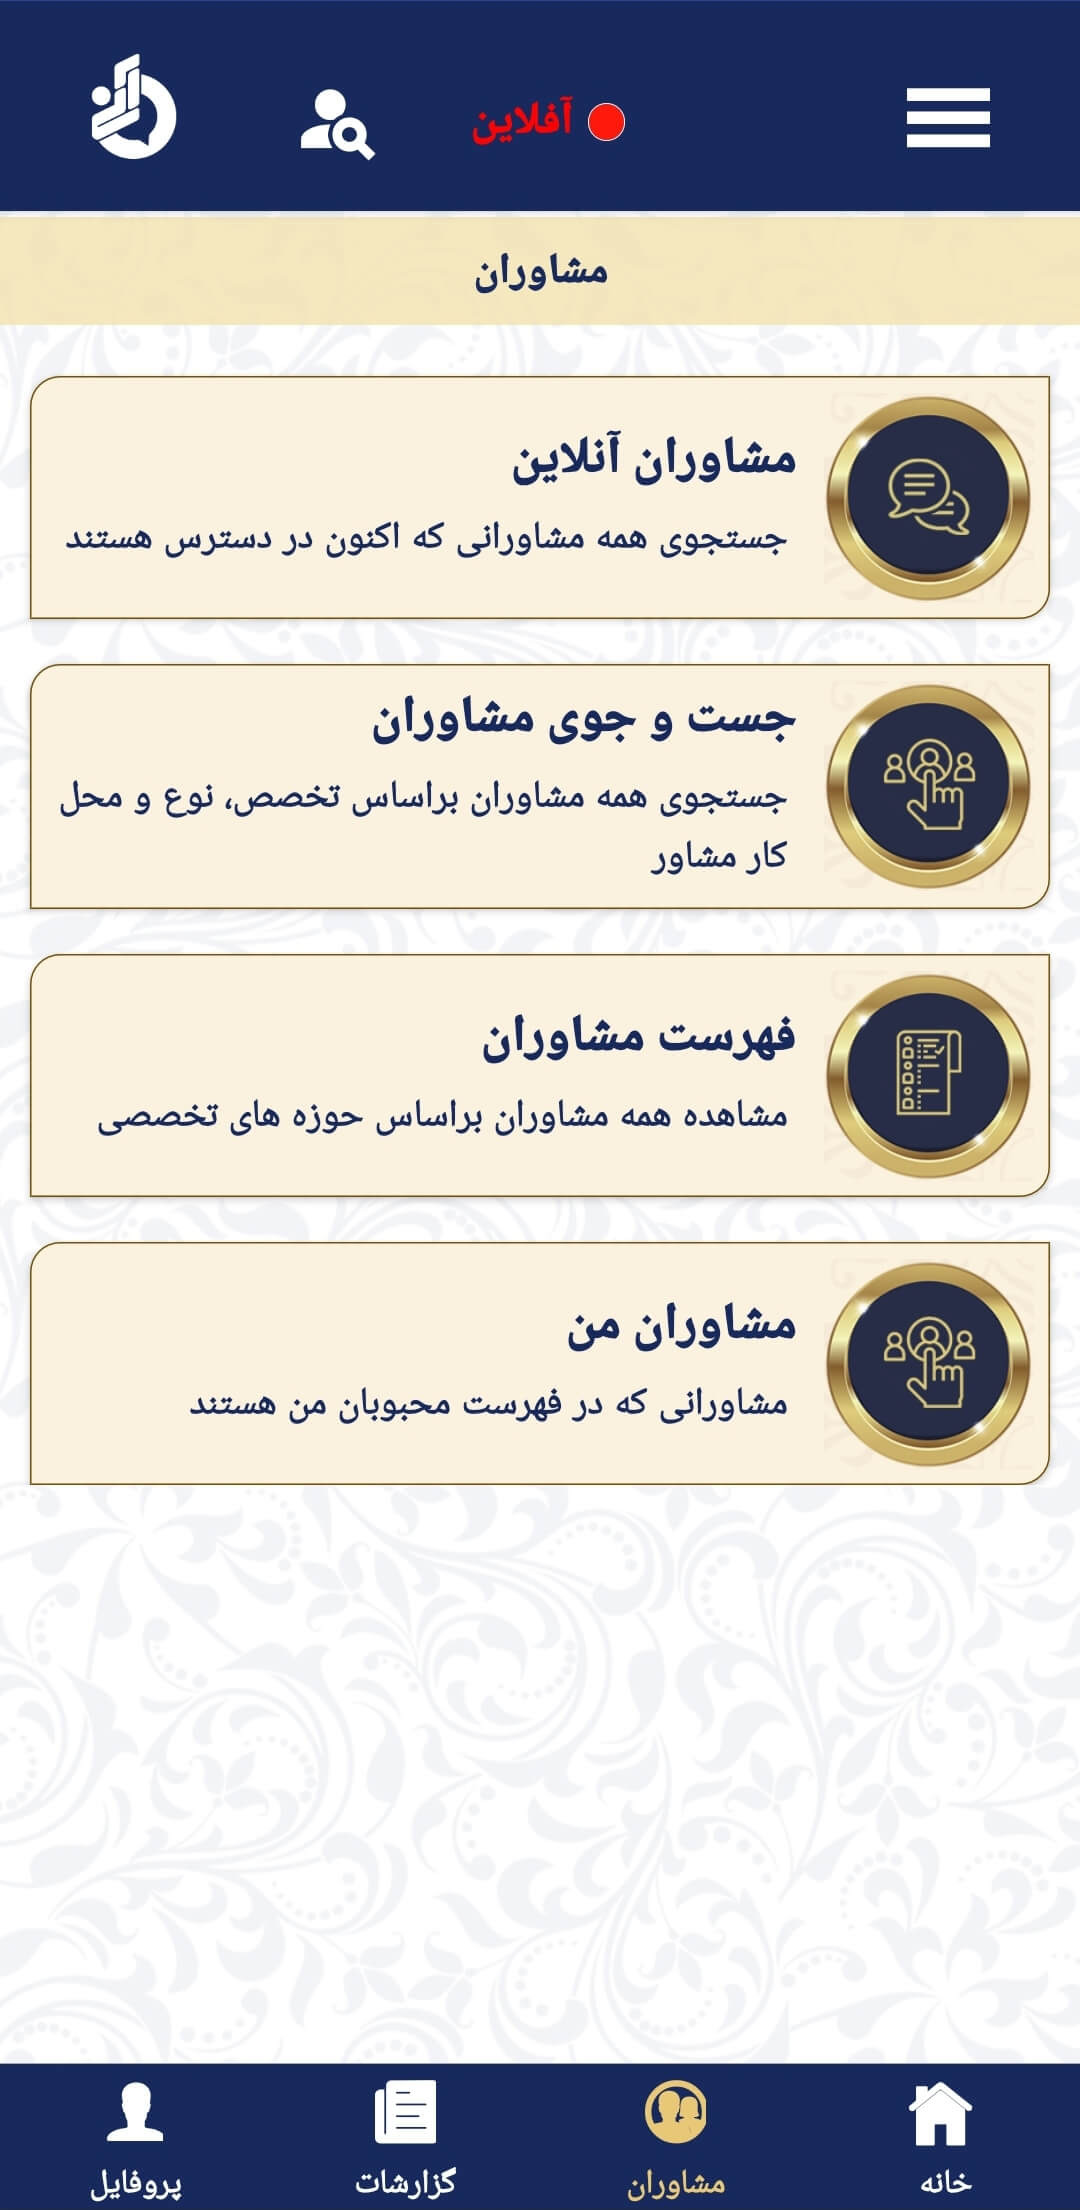 آفلاین
مشاوران
مشاوران آنلاین
جستجوی همه مشاورانی که اکنون در دسترس هستند
جست و جوی مشاوران
جستجوی همه مشاوران براساس تخصص، نوع و محل
کار مشاور
فهرست مشاوران
مشاهده همه مشاوران براساس حوزه های تخصصی
مشاوران من
مشاورانی که در فهرست محبوبان من هستند
خانه
مشاوران
گزارشات
پروفایل